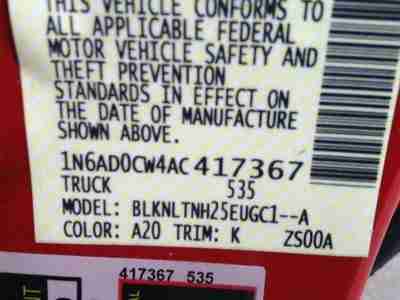 THIS VEHICLE CONFORMS TO
ALL APPLICABLE FEDERAL
MOTOR VEHICLE SAFETY AND
THEFT PREVENTION
STANDARDS IN EFFECT ON
THE DATE OF MANUFACTURE
SHOWN ABOVE.
1N6AD0CW4AC417367
TRUCK 535
MODEL: BLKNLTNH25EUGC1--A
COLOR: A20 TRIM: K ZS00A
417367 535